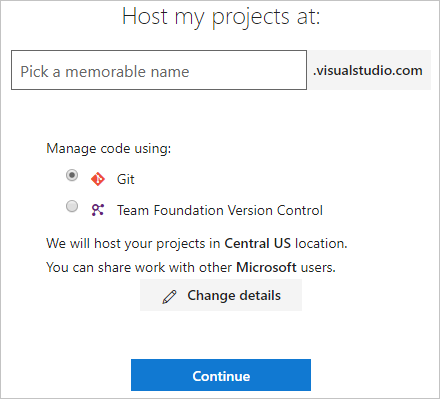 Host my projects at:
Pick a memorable name .visualstudio.com
Manage code using:
Git
Team Foundation Version Control
We will host your projects in Central US location.
You can share work with other Microsoft users.
Change details
Continue